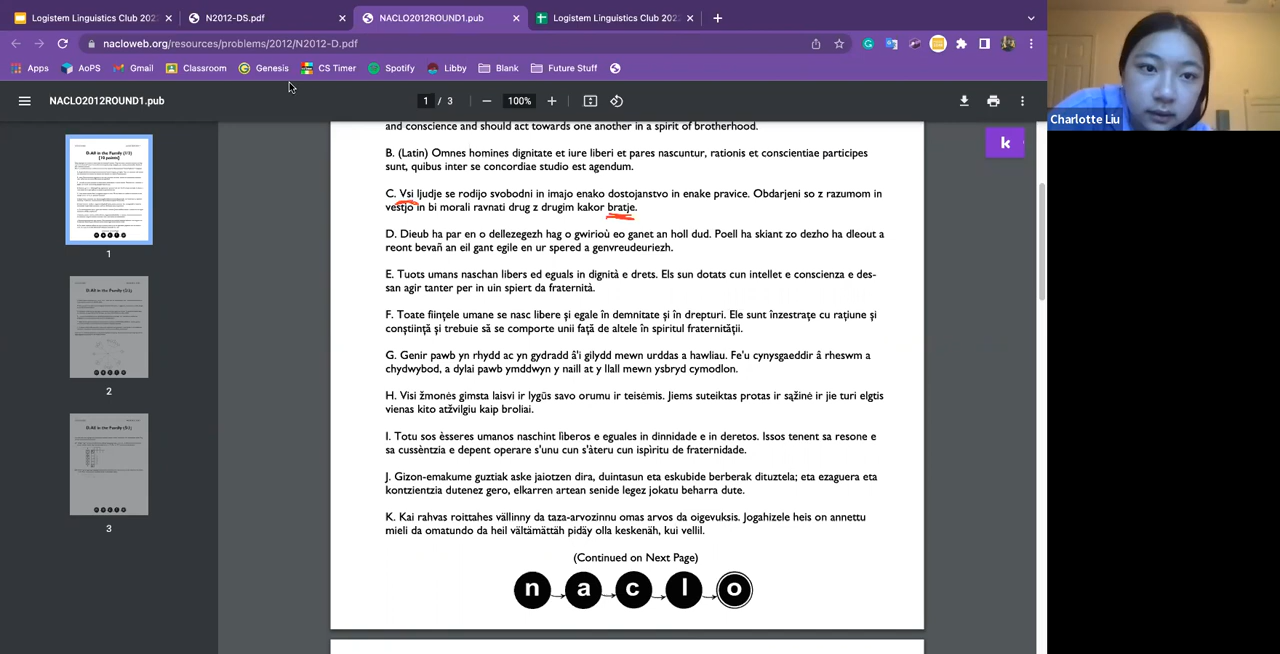 Logistem Linguistics Club 202
N2012-DS.pdf
NACLO2012ROUND1.pub
Logistem Linguistics Club 202
nacloweb.org/resources/problems/2012/N2012-D.pdf
Apps
AoPS
Gmail
Classroom
Genesis
CS Timer
Spotify
Libby
Blank
Future Stuff
NACLO2012ROUND1.pub
1 / 3
100%
k
Charlotte Liu
1
2
3
and conscience and should act towards one another in a spirit of brotherhood.
B. (Latin) Omnes homines dignitate et iure liberi et pares nascuntur, rationis et conscientiae participes
sunt, quibus inter se concordiae studio est agendum.
C. Vsi ljudje se rodijo svobodni in imajo enako dostojanstvo in enake pravice. Obdarjeni so z razumom in
vestjo in bi morali ravnati drug z drugim kakor bratje.
D. Dieub ha par en o dellezegezh hag o gwirioù eo ganet an holl dud. Poell ha skiant zo dezho ha dleout a
reont bevañ an eil gant egile en ur spered a genvreudeuriezh.
E. Tuots umans naschan libers ed eguals in dignità e drets. Els sun dotats cun intellet e conscienza e des-
san agir tanter per in uin spiert da fraternità.
F. Toate ființele umane se nasc libere și egale în demnitate și în drepturi. Ele sunt înzestrațe cu rațiune și
conștiință și trebuie să se comporte unii față de altele în spiritul fraternității.
G. Genir pawb yn rhydd ac yn gydradd â'i gilydd mewn urddas a hawliau. Fe'u cynysgaeddir â rheswm a
chydwybod, a dylai pawb ymddwyn y naill at y llall mewn ysbryd cymodlon.
H. Visi žmonės gimsta laisvi ir lygūs savo orumu ir teisėmis. Jiems suteiktas protas ir sąžinė ir jie turi elgtis
vienas kito atžvilgiu kaip broliai.
I. Totu sos èsseres umanos naschint lìberos e eguales in dinnidade e in deretos. Issos tenent sa resone e
sa cussèntzia e depent operare s'unu cun s'àteru cun ispìritu de fraternidade.
J. Gizon-emakume guztiak aske jaiotzen dira, duintasun eta eskubide berberak dituztela; eta ezaguera eta
kontzientzia dutenez gero, elkarren artean senide legez jokatu beharra dute.
K. Kai rahvas roittahes vällinny da taza-arvozinnu omas arvos da oigevuksis. Jogahizele heis on annettu
mieli da omatundo da heil vältämättäh pidäy olla keskenäh, kui vellil.
(Continued on Next Page)
n a c l o